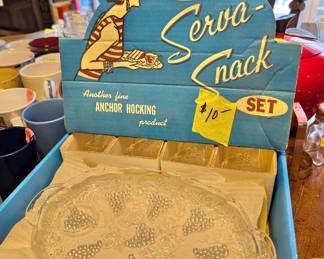 Serva-
Snack
SET
$10-
Another fine
ANCHOR HOCKING
product